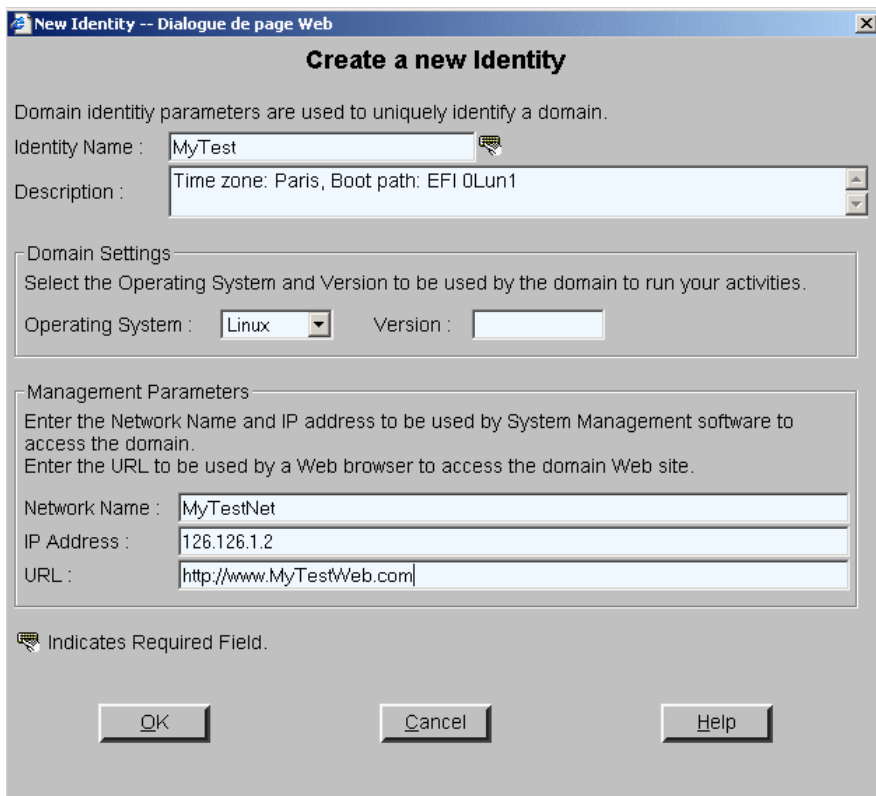 New Identity -- Dialogue de page Web
Create a new Identity
Domain identitiy parameters are used to uniquely identify a domain.
Identity Name : MyTest
Description : Time zone: Paris, Boot path: EFI 0Lun1
Domain Settings
Select the Operating System and Version to be used by the domain to run your activities.
Operating System : Linux Version :
Management Parameters
Enter the Network Name and IP address to be used by System Management software to
access the domain.
Enter the URL to be used by a Web browser to access the domain Web site.
Network Name : MyTestNet
IP Address : 126.126.1.2
URL : http://www.MyTestWeb.com
Indicates Required Field.
OK Cancel Help